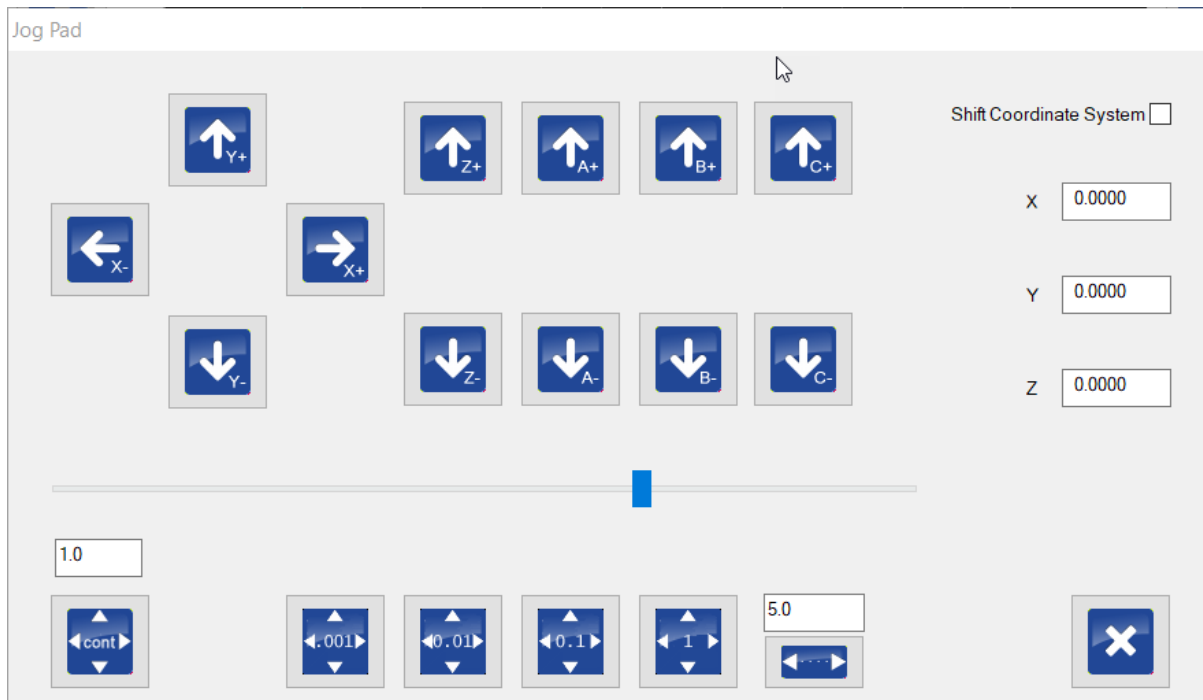 Jog Pad
Y+
Z+
A+
B+
C+
Shift Coordinate System
X-
X+
X 0.0000
Y 0.0000
Y-
Z-
A-
B-
C-
Z 0.0000
1.0
5.0
cont
.001
0.01
0.1
1